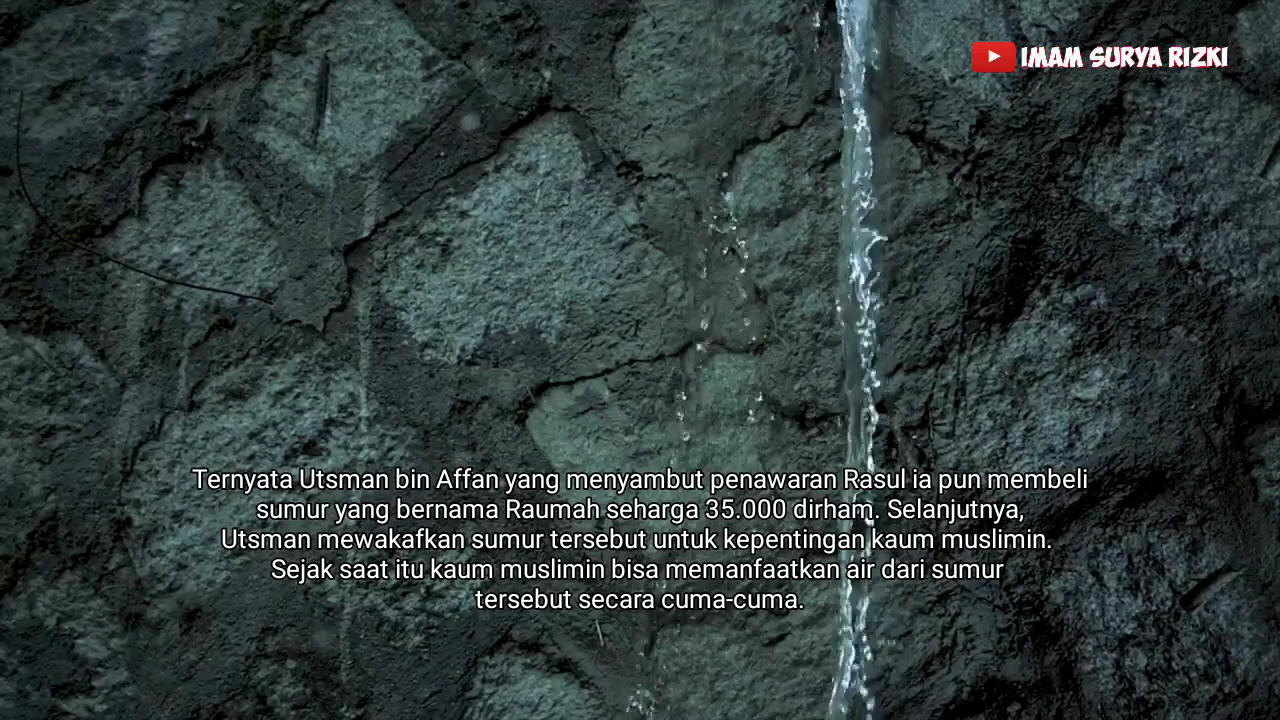 IMAM SURYA RIZKI
Ternyata Utsman bin Affan yang menyambut penawaran Rasul ia pun membeli
sumur yang bernama Raumah seharga 35.000 dirham. Selanjutnya,
Utsman mewakafkan sumur tersebut untuk kepentingan kaum muslimin.
Sejak saat itu kaum muslimin bisa memanfaatkan air dari sumur
tersebut secara cuma-cuma.